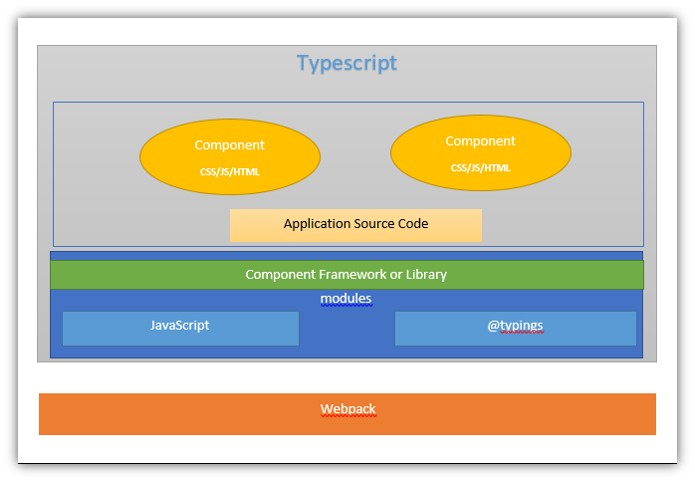 Typescript
Component
CSS/JS/HTML
Component
CSS/JS/HTML
Application Source Code
Component Framework or Library
modules
JavaScript
@typings
Webpack